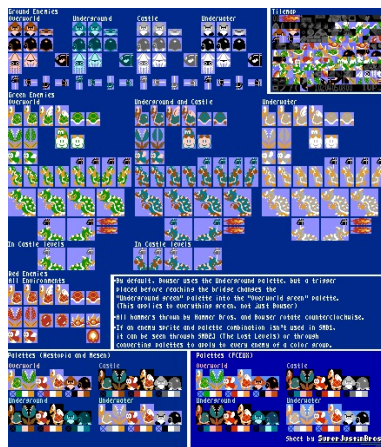 Ground Enemies
Overworld
Underground
Castle
Underwater
Tilemap
Green Enemies
Overworld
Underground and Castle
Underwater
In Castle levels
In Castle levels
Red Enemies
All Environments
•By default, Bowser uses the Underground palette, but a trigger
placed before reaching the bridge changes the
"Underground green" palette into the "Overworld green" palette.
(This applies to everything green, not just Bowser)
•All hammers thrown by Hammer Bros. and Bowser rotate counterclockwise.
•If an enemy sprite and palette combination isn't used in SMB1,
it can be seen through SMB2J (The Lost Levels) or through
converting palettes to apply to every enemy of a color group.
Palettes (Nestopia and Mesen)
Overworld
Castle
Underground
Underwater
Palettes (FCEUX)
Overworld
Castle
Underground
Underwater
Sheet by SuperJustinBros